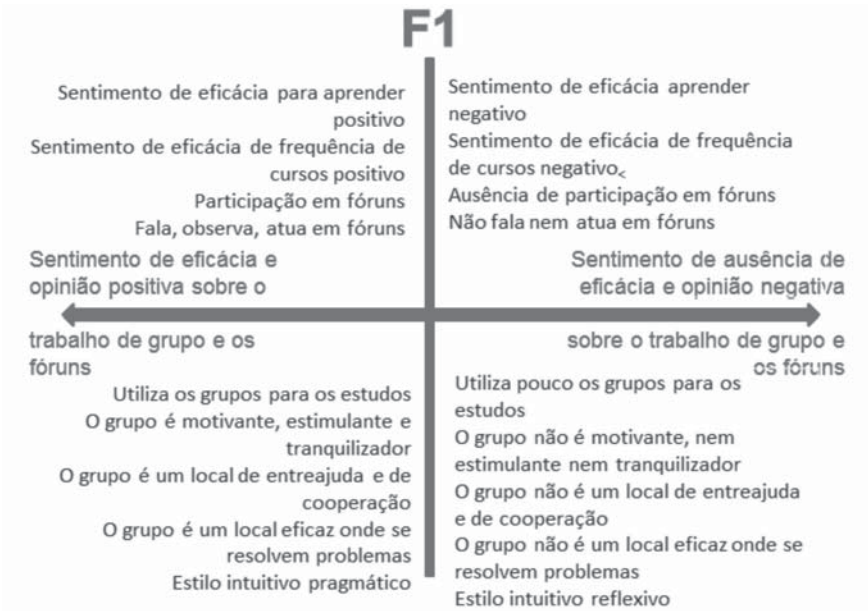 F1
Sentimento de eficácia para aprender
positivo
Sentimento de eficácia de frequência de
cursos positivo
Participação em fóruns
Fala, observa, atua em fóruns
Sentimento de eficácia aprender
negativo
Sentimento de eficácia de frequência
de cursos negativo<
Ausência de participação em fóruns
Não fala nem atua em fóruns
Sentimento de eficácia e
opinião positiva sobre o
trabalho de grupo e os
fóruns
Sentimento de ausência de
eficácia e opinião negativa
sobre o trabalho de grupo e
os fóruns
Utiliza os grupos para os estudos
O grupo é motivante, estimulante e
tranquilizador
O grupo é um local de entreajuda e de
cooperação
O grupo é um local eficaz onde se
resolvem problemas
Estilo intuitivo pragmático
Utiliza pouco os grupos para os
estudos
O grupo não é motivante, nem
estimulante nem tranquilizador
O grupo não é um local de entreajuda
e de cooperação
O grupo não é um local eficaz onde se
resolvem problemas
Estilo intuitivo reflexivo